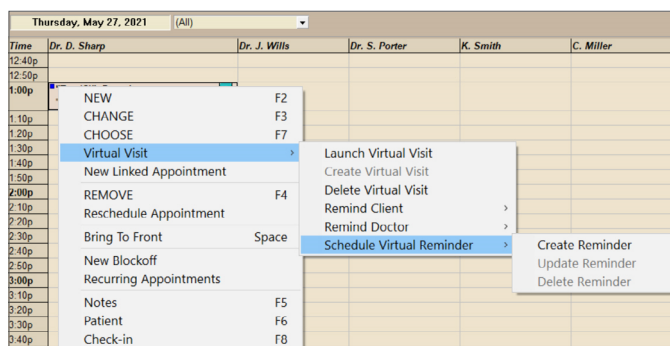 Thursday, May 27, 2021 (All)
Time Dr. D. Sharp Dr. J. Wills Dr. S. Porter K. Smith C. Miller
12:40p
12:50p
1:00p
1:10p
1:20p
1:30p
1:40p
1:50p
2:00p
2:10p
2:20p
2:30p
2:40p
2:50p
3:00p
3:10p
3:20p
3:30p
3:40p
NEW F2
CHANGE F3
CHOOSE F7
Virtual Visit >
New Linked Appointment
REMOVE F4
Reschedule Appointment
Bring To Front Space
New Blockoff
Recurring Appointments
Notes F5
Patient F6
Check-in F8
Launch Virtual Visit
Create Virtual Visit
Delete Virtual Visit
Remind Client >
Remind Doctor >
Schedule Virtual Reminder >
Create Reminder
Update Reminder
Delete Reminder